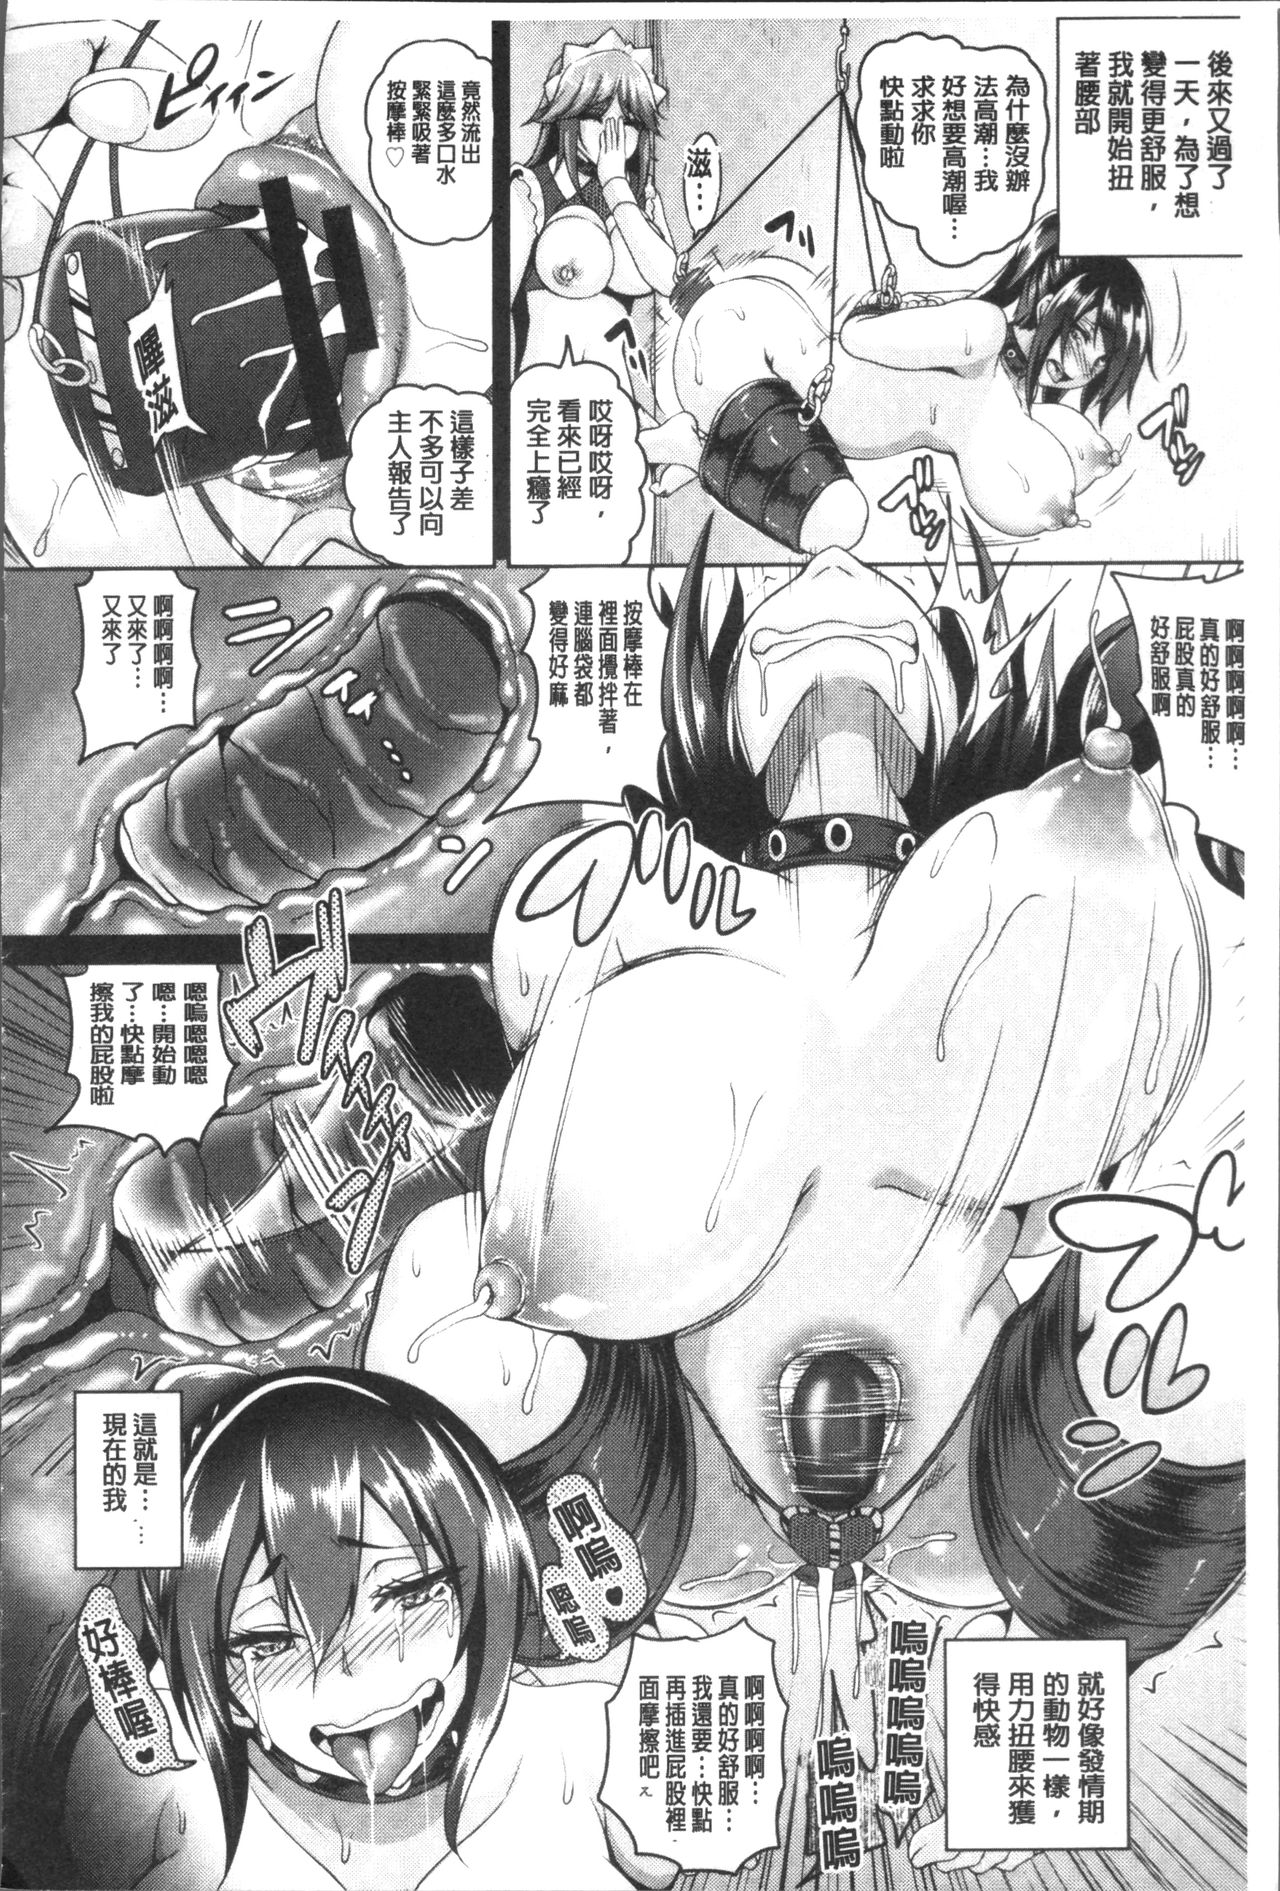 後來又過了
一天，為了想
變得更舒服，
我就開始扭
著腰部
為什麼沒辦
法高潮…我
好想要高潮喔…
求求你
快點動啦
滋…
哎呀哎呀，
看來已經
完全上癮了
竟然流出
這麼多口水
緊緊吸著
按摩棒♡
ピィィン
嗶滋
這樣子差
不多可以向
主人報告了
啊啊啊啊啊…
真的好舒服…
屁股真的
好舒服啊
按摩棒在
裡面攪拌著，
連腦袋都
變得好麻
啊啊啊啊…
又來了…
又來了
嗯嗚嗯嗯嗯
嗯…開始動
了…快點摩
擦我的屁股啦
就好像發情期
的動物一樣，
用力扭腰來獲
得快感
嗚嗚嗚嗚嗚嗚
嗚嗚嗚嗚
啊啊啊啊…
真的好舒服…
我還要…快點
再插進屁股裡
面摩擦吧
啊嗚♥
嗯嗚
好棒喔♥
這就是…
現在的我